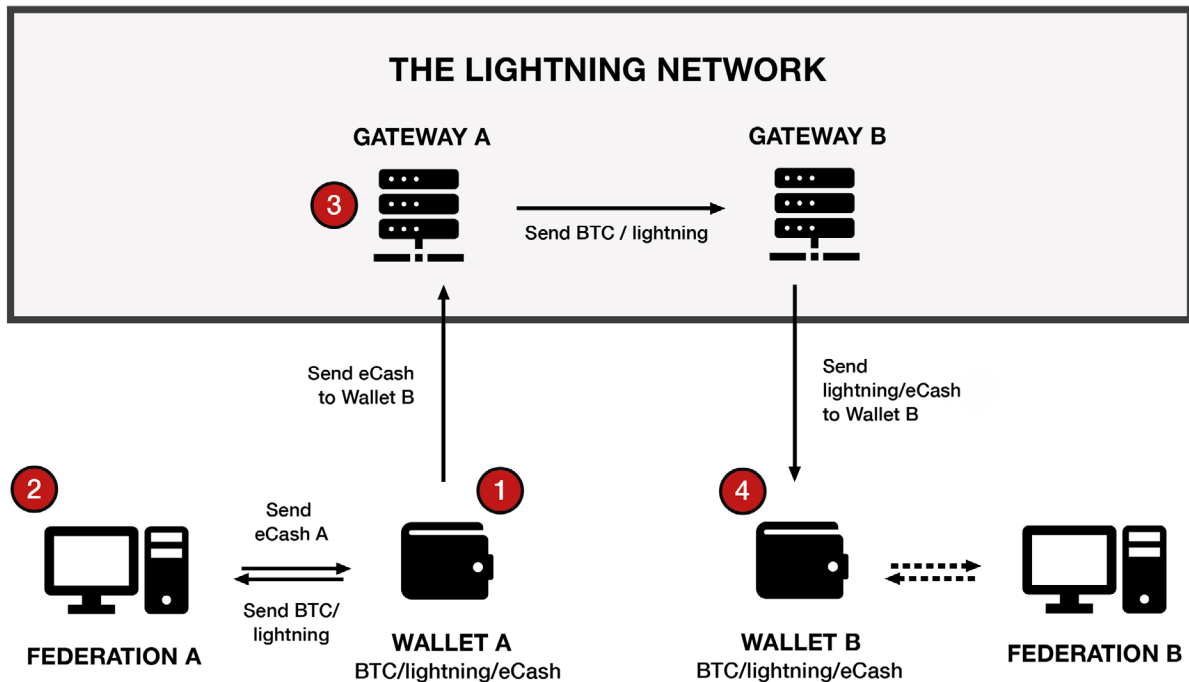 THE LIGHTNING NETWORK
GATEWAY A
GATEWAY B
3
Send BTC / lightning
Send eCash
to Wallet B
Send
lightning/eCash
to Wallet B
2
1
4
Send
eCash A
Send BTC/
lightning
FEDERATION A
WALLET A
BTC/lightning/eCash
WALLET B
BTC/lightning/eCash
FEDERATION B